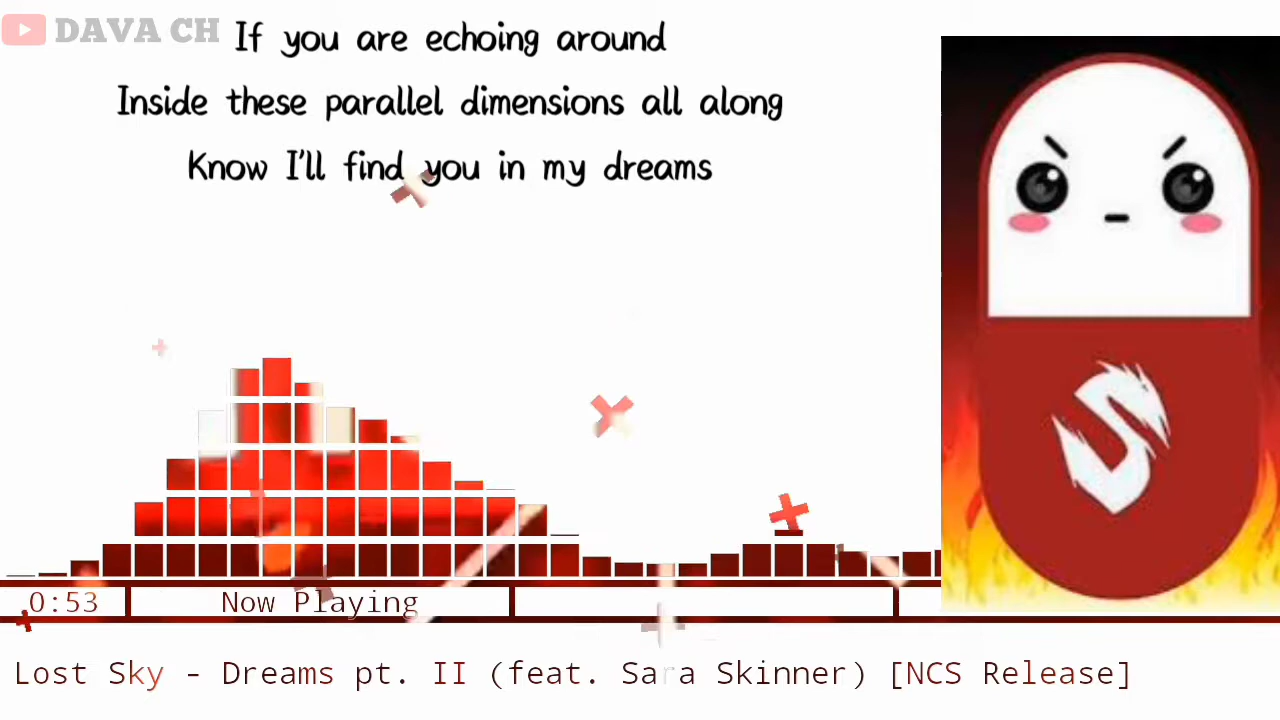 DAVA CH
If you are echoing around
Inside these parallel dimensions all along
Know I'll find you in my dreams
0:53
Now Playing
Lost Sky - Dreams pt. II (feat. Sara Skinner) [NCS Release]